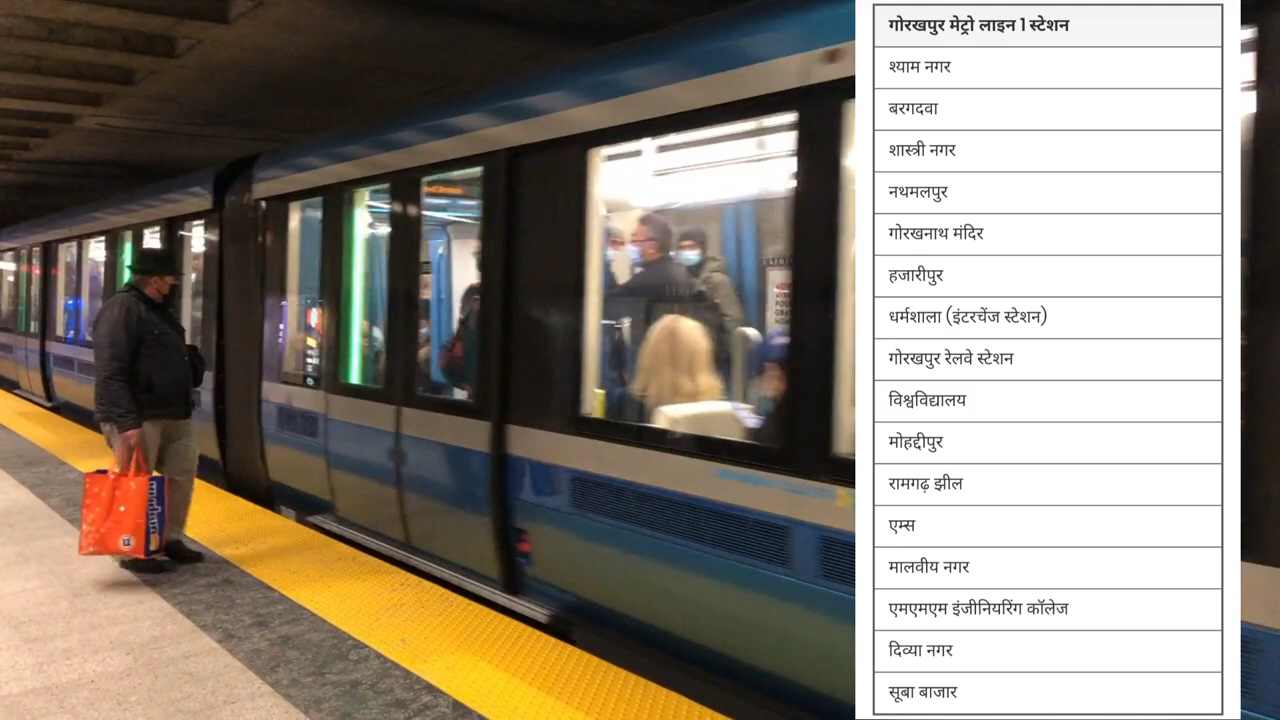 गोरखपुर मेट्रो लाइन 1 स्टेशन
श्याम नगर
बरगदवा
शास्त्री नगर
नथमलपुर
गोरखनाथ मंदिर
हजारीपुर
धर्मशाला (इंटरचेंज स्टेशन)
गोरखपुर रेलवे स्टेशन
विश्वविद्यालय
मोहद्दीपुर
रामगढ़ झील
एम्स
मालवीय नगर
एमएमएम इंजीनियरिंग कॉलेज
दिव्या नगर
सूबा बाजार